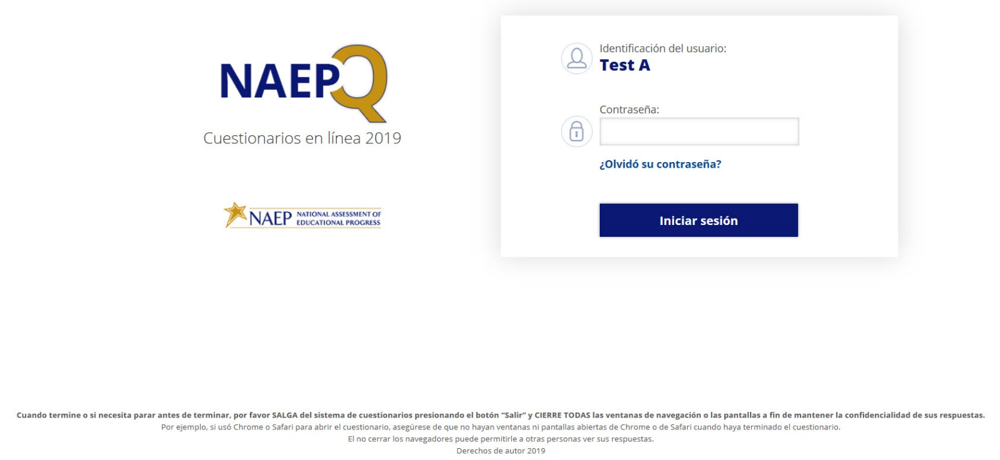 NAEPQ
Cuestionarios en línea 2019
NAEP NATIONAL ASSESSMENT OF
EDUCATIONAL PROGRESS
Identificación del usuario:
Test A
Contraseña:
¿Olvidó su contraseña?
Iniciar sesión
Cuando termine o si necesita parar antes de terminar, por favor SALGA del sistema de cuestionarios presionando el botón “Salir” y CIERRE TODAS las ventanas de navegación o las pantallas a fin de mantener la confidencialidad de sus respuestas.
Por ejemplo, si usó Chrome o Safari para abrir el cuestionario, asegúrese de que no hayan ventanas ni pantallas abiertas de Chrome o de Safari cuando haya terminado el cuestionario.
El no cerrar los navegadores puede permitirle a otras personas ver sus respuestas.
Derechos de autor 2019